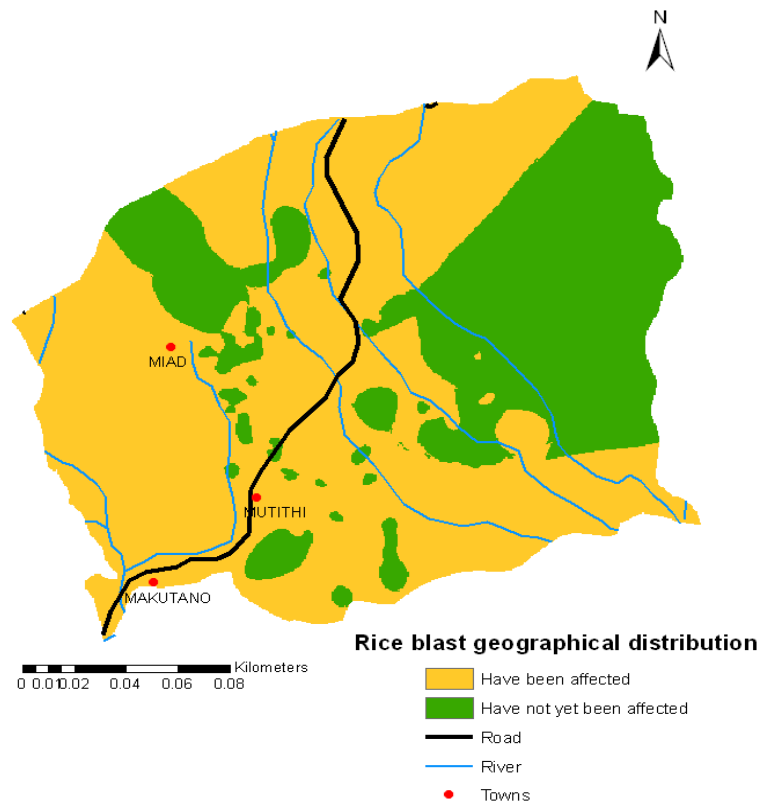 N
MIAD
MUTITHI
MAKUTANO
Rice blast geographical distribution
Kilometers
0 0.010.02 0.04 0.06 0.08
Have been affected
Have not yet been affected
Road
River
Towns